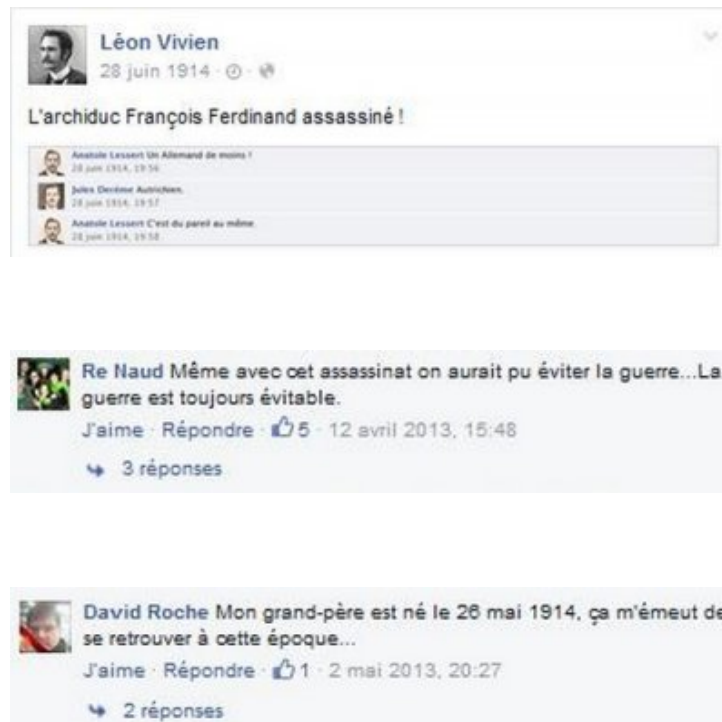 Léon Vivien
28 juin 1914
L'archiduc François Ferdinand assassiné !
Anatole Lessert Un Allemand de moins !
28 juin 1914, 19:56
Jules Derême Autrichien.
28 juin 1914, 19:57
Anatole Lessert C'est du pareil au même.
28 juin 1914, 19:58
Re Naud Même avec cet assassinat on aurait pu éviter la guerre...La
guerre est toujours évitable.
J'aime · Répondre · 5 · 12 avril 2013, 15:48
3 réponses
David Roche Mon grand-père est né le 26 mai 1914, ça m'émeut de
se retrouver à cette époque...
J'aime · Répondre · 1 · 2 mai 2013, 20:27
2 réponses